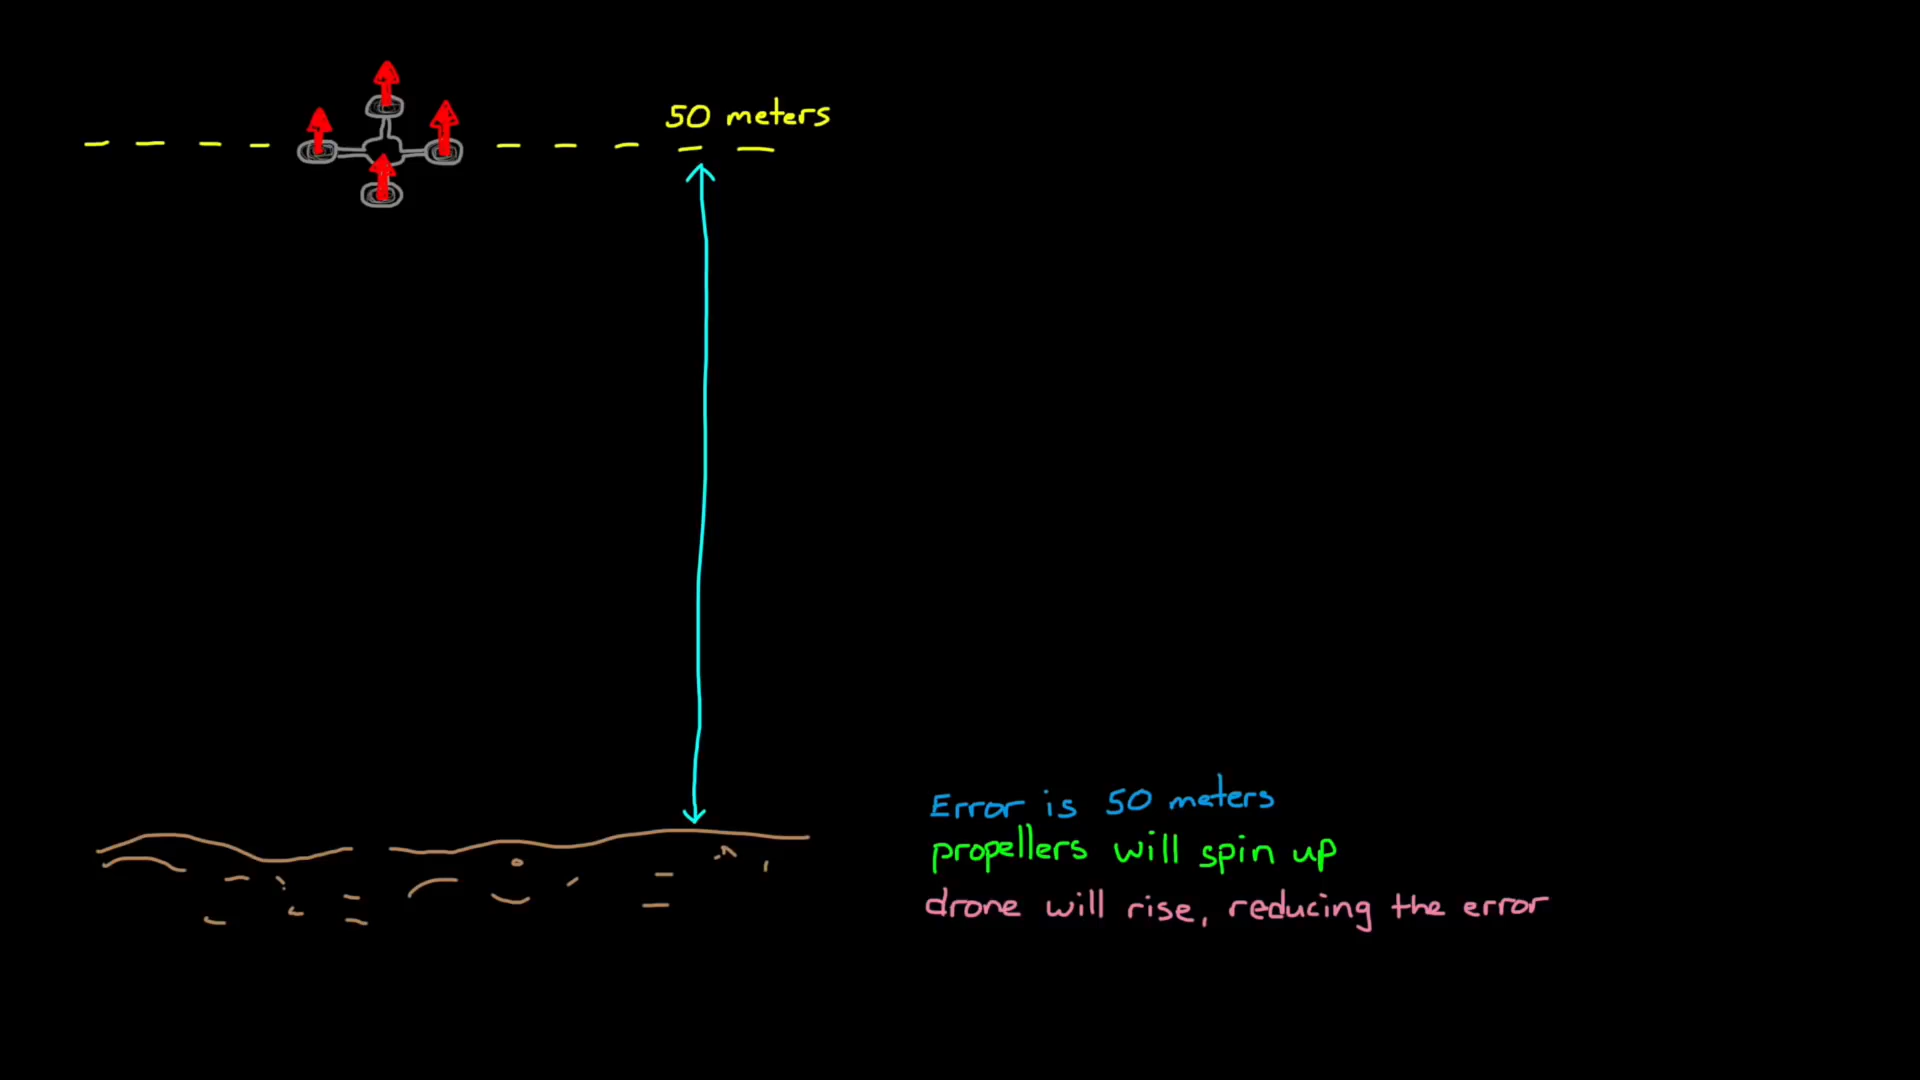 50 meters
Error is 50 meters
propellers will spin up
drone will rise, reducing the error